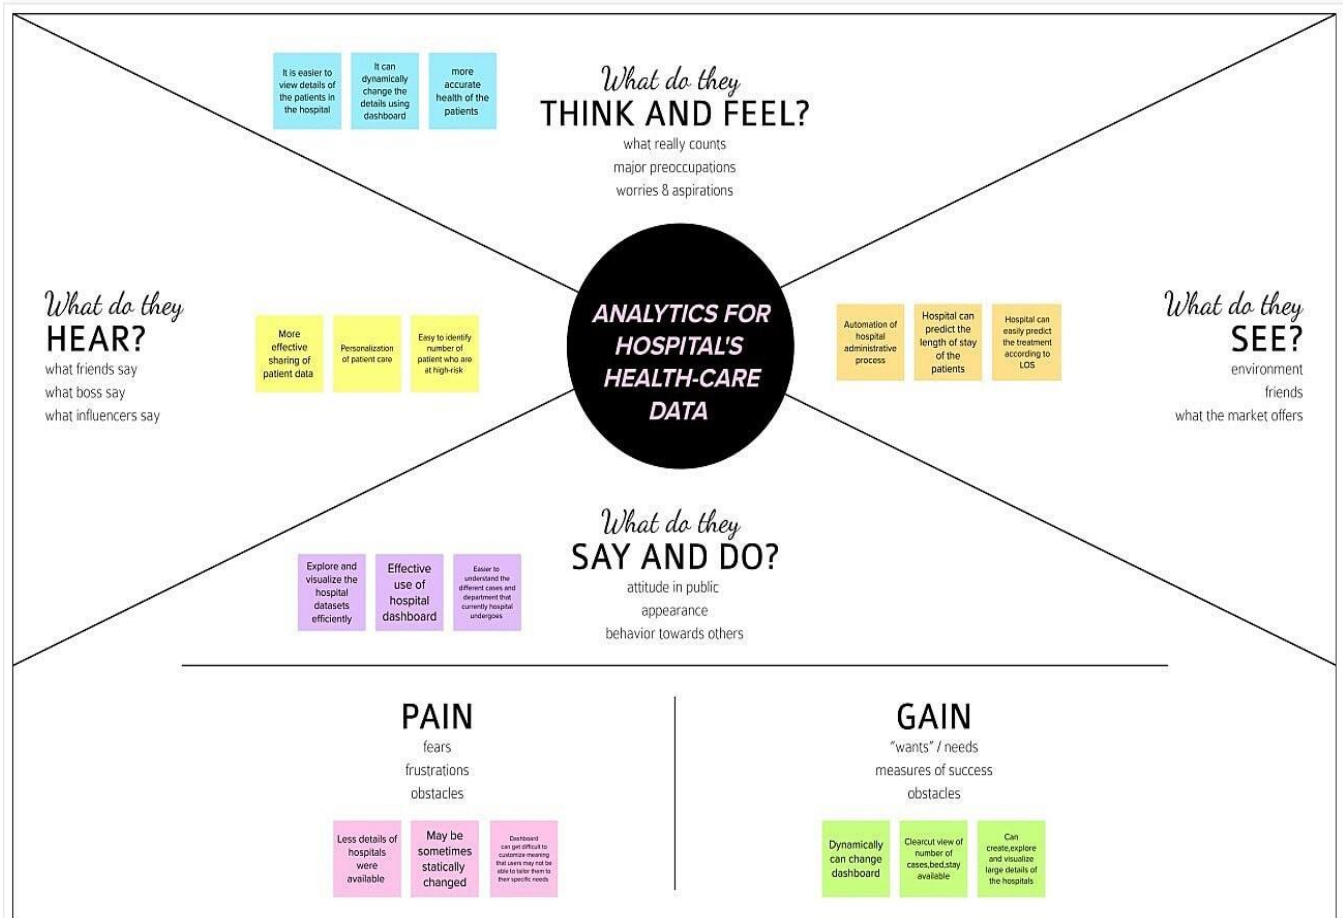 It is easier to
view details of
the patients in
the hospital
It can
dynamically
change the
details using
dashboard
more
accurate
health of the
patients
What do they
THINK AND FEEL?
what really counts
major preoccupations
worries & aspirations
What do they
HEAR?
what friends say
what boss say
what influencers say
More
effective
sharing of
patient data
Personalization
of patient care
Easy to identify
number of
patient who are
at high-risk
ANALYTICS FOR
HOSPITAL'S
HEALTH-CARE
DATA
Automation of
hospital
administrative
process
Hospital can
predict the
length of stay
of the
patients
Hospital can
easily predict
the treatment
according to
LOS
What do they
SEE?
environment
friends
what the market offers
What do they
SAY AND DO?
attitude in public
appearance
behavior towards others
Explore and
visualize the
hospital
datasets
efficiently
Effective
use of
hospital
dashboard
Easier to
understand the
different cases and
department that
currently hospital
undergoes
PAIN
fears
frustrations
obstacles
Less details of
hospitals
were
available
May be
sometimes
statically
changed
Dashboard
can get difficult to
customize-meaning
that users may not be
able to tailor them to
their specific needs
GAIN
"wants" / needs
measures of success
obstacles
Dynamically
can change
dashboard
Clearcut view of
number of
cases,bed,stay
available
Can
create,explore
and visualize
large details of
the hospitals